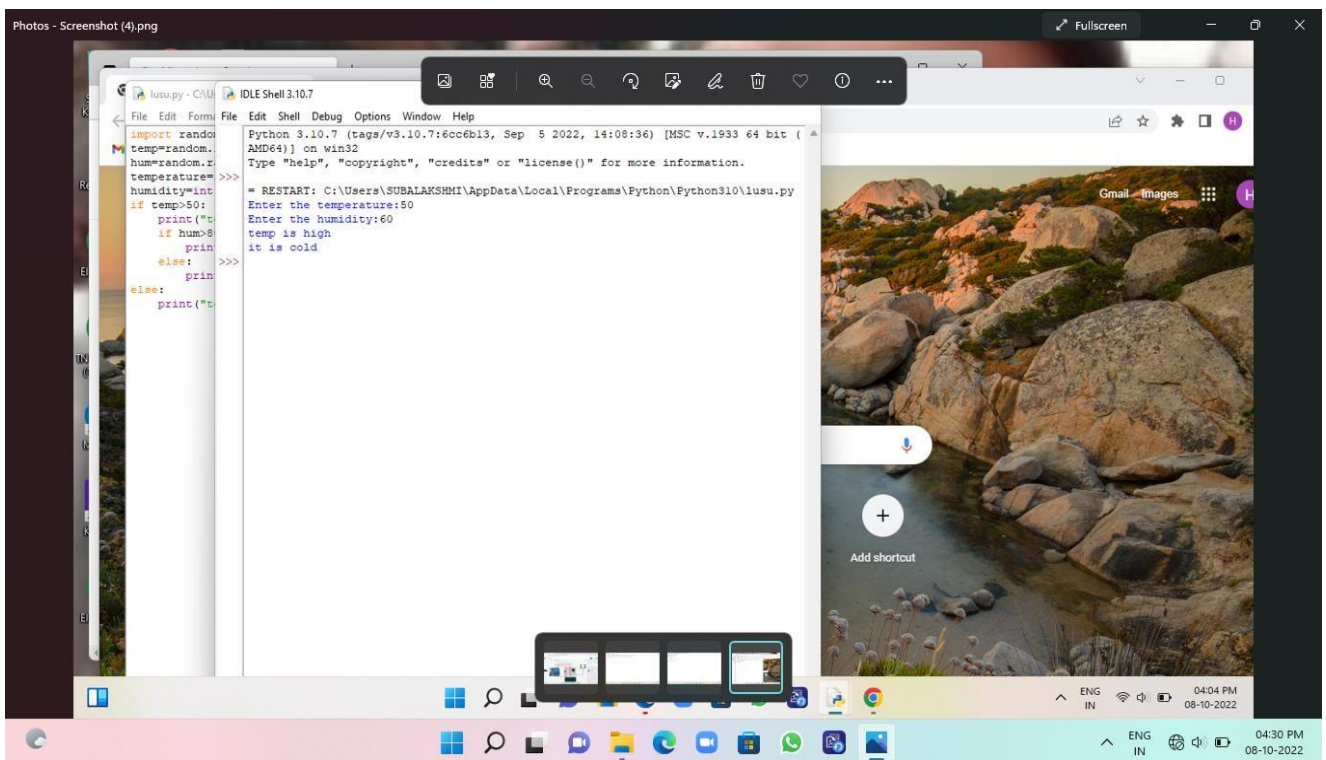 Photos - Screenshot (4).png
Fullscreen
lusu.py - C:\U
IDLE Shell 3.10.7
File Edit Forma
File Edit Shell Debug Options Window Help
import rando
temp=random.
hum=random.r
temperature=
humidity=int
if temp>50:
print("t
if hum>8
prin
else:
prin
else:
print("t
Python 3.10.7 (tags/v3.10.7:6cc6b13, Sep 5 2022, 14:08:36) [MSC v.1933 64 bit (
AMD64)] on win32
Type "help", "copyright", "credits" or "license()" for more information.
>>>
= RESTART: C:\Users\SUBALAKSHMI\AppData\Local\Programs\Python\Python310\lusu.py
Enter the temperature:50
Enter the humidity:60
temp is high
it is cold
>>>
H
Gmail Images
H
Add shortcut
ENG
IN
04:04 PM
08-10-2022
ENG
IN
04:30 PM
08-10-2022